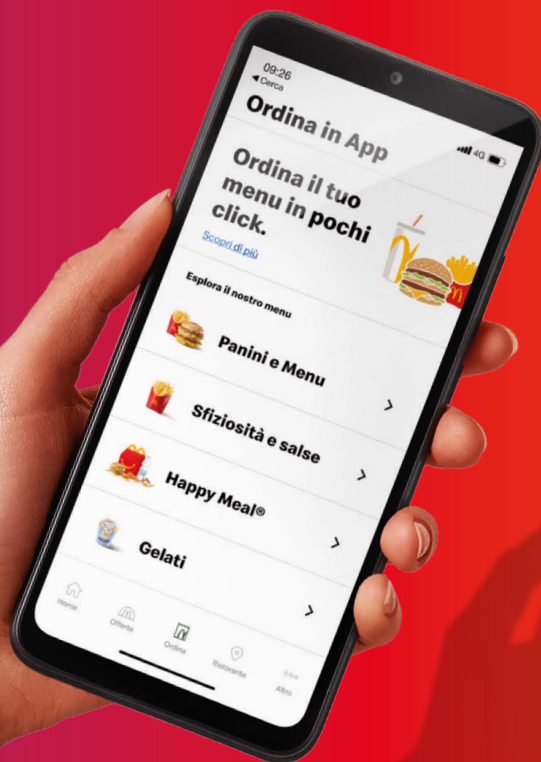 09:26
◀ Cerca
4G
Ordina in App
Ordina il tuo
menu in pochi
click.
Scopri di più
Esplora il nostro menu
Panini e Menu
Sfiziosità e salse
Happy Meal®
Gelati
Home
Offerte
Ordina
Ristorante
Altro